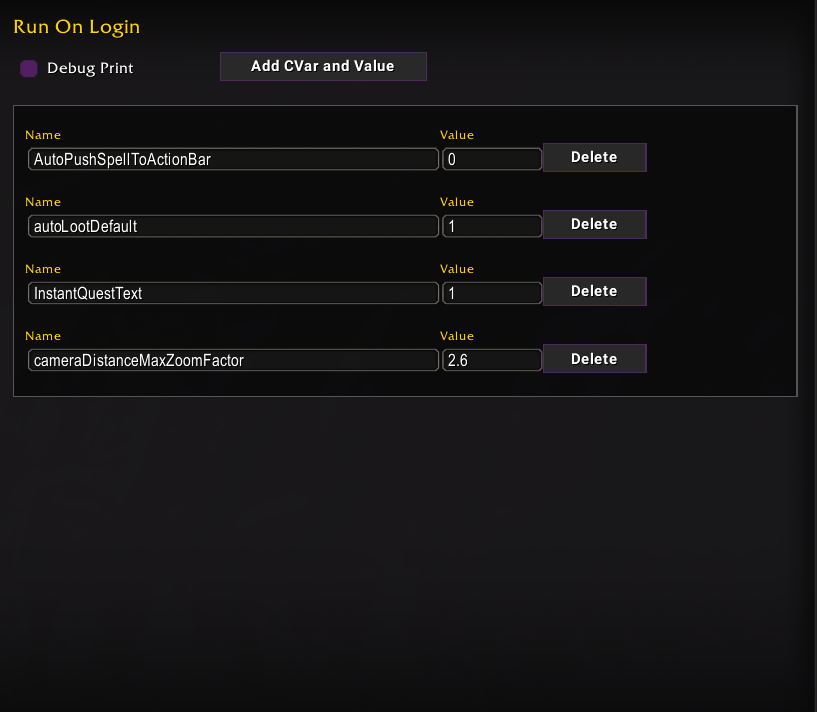 Run On Login
Debug Print
Add CVar and Value
Name Value
AutoPushSpellToActionBar 0 Delete
Name Value
autoLootDefault 1 Delete
Name Value
InstantQuestText 1 Delete
Name Value
cameraDistanceMaxZoomFactor 2.6 Delete